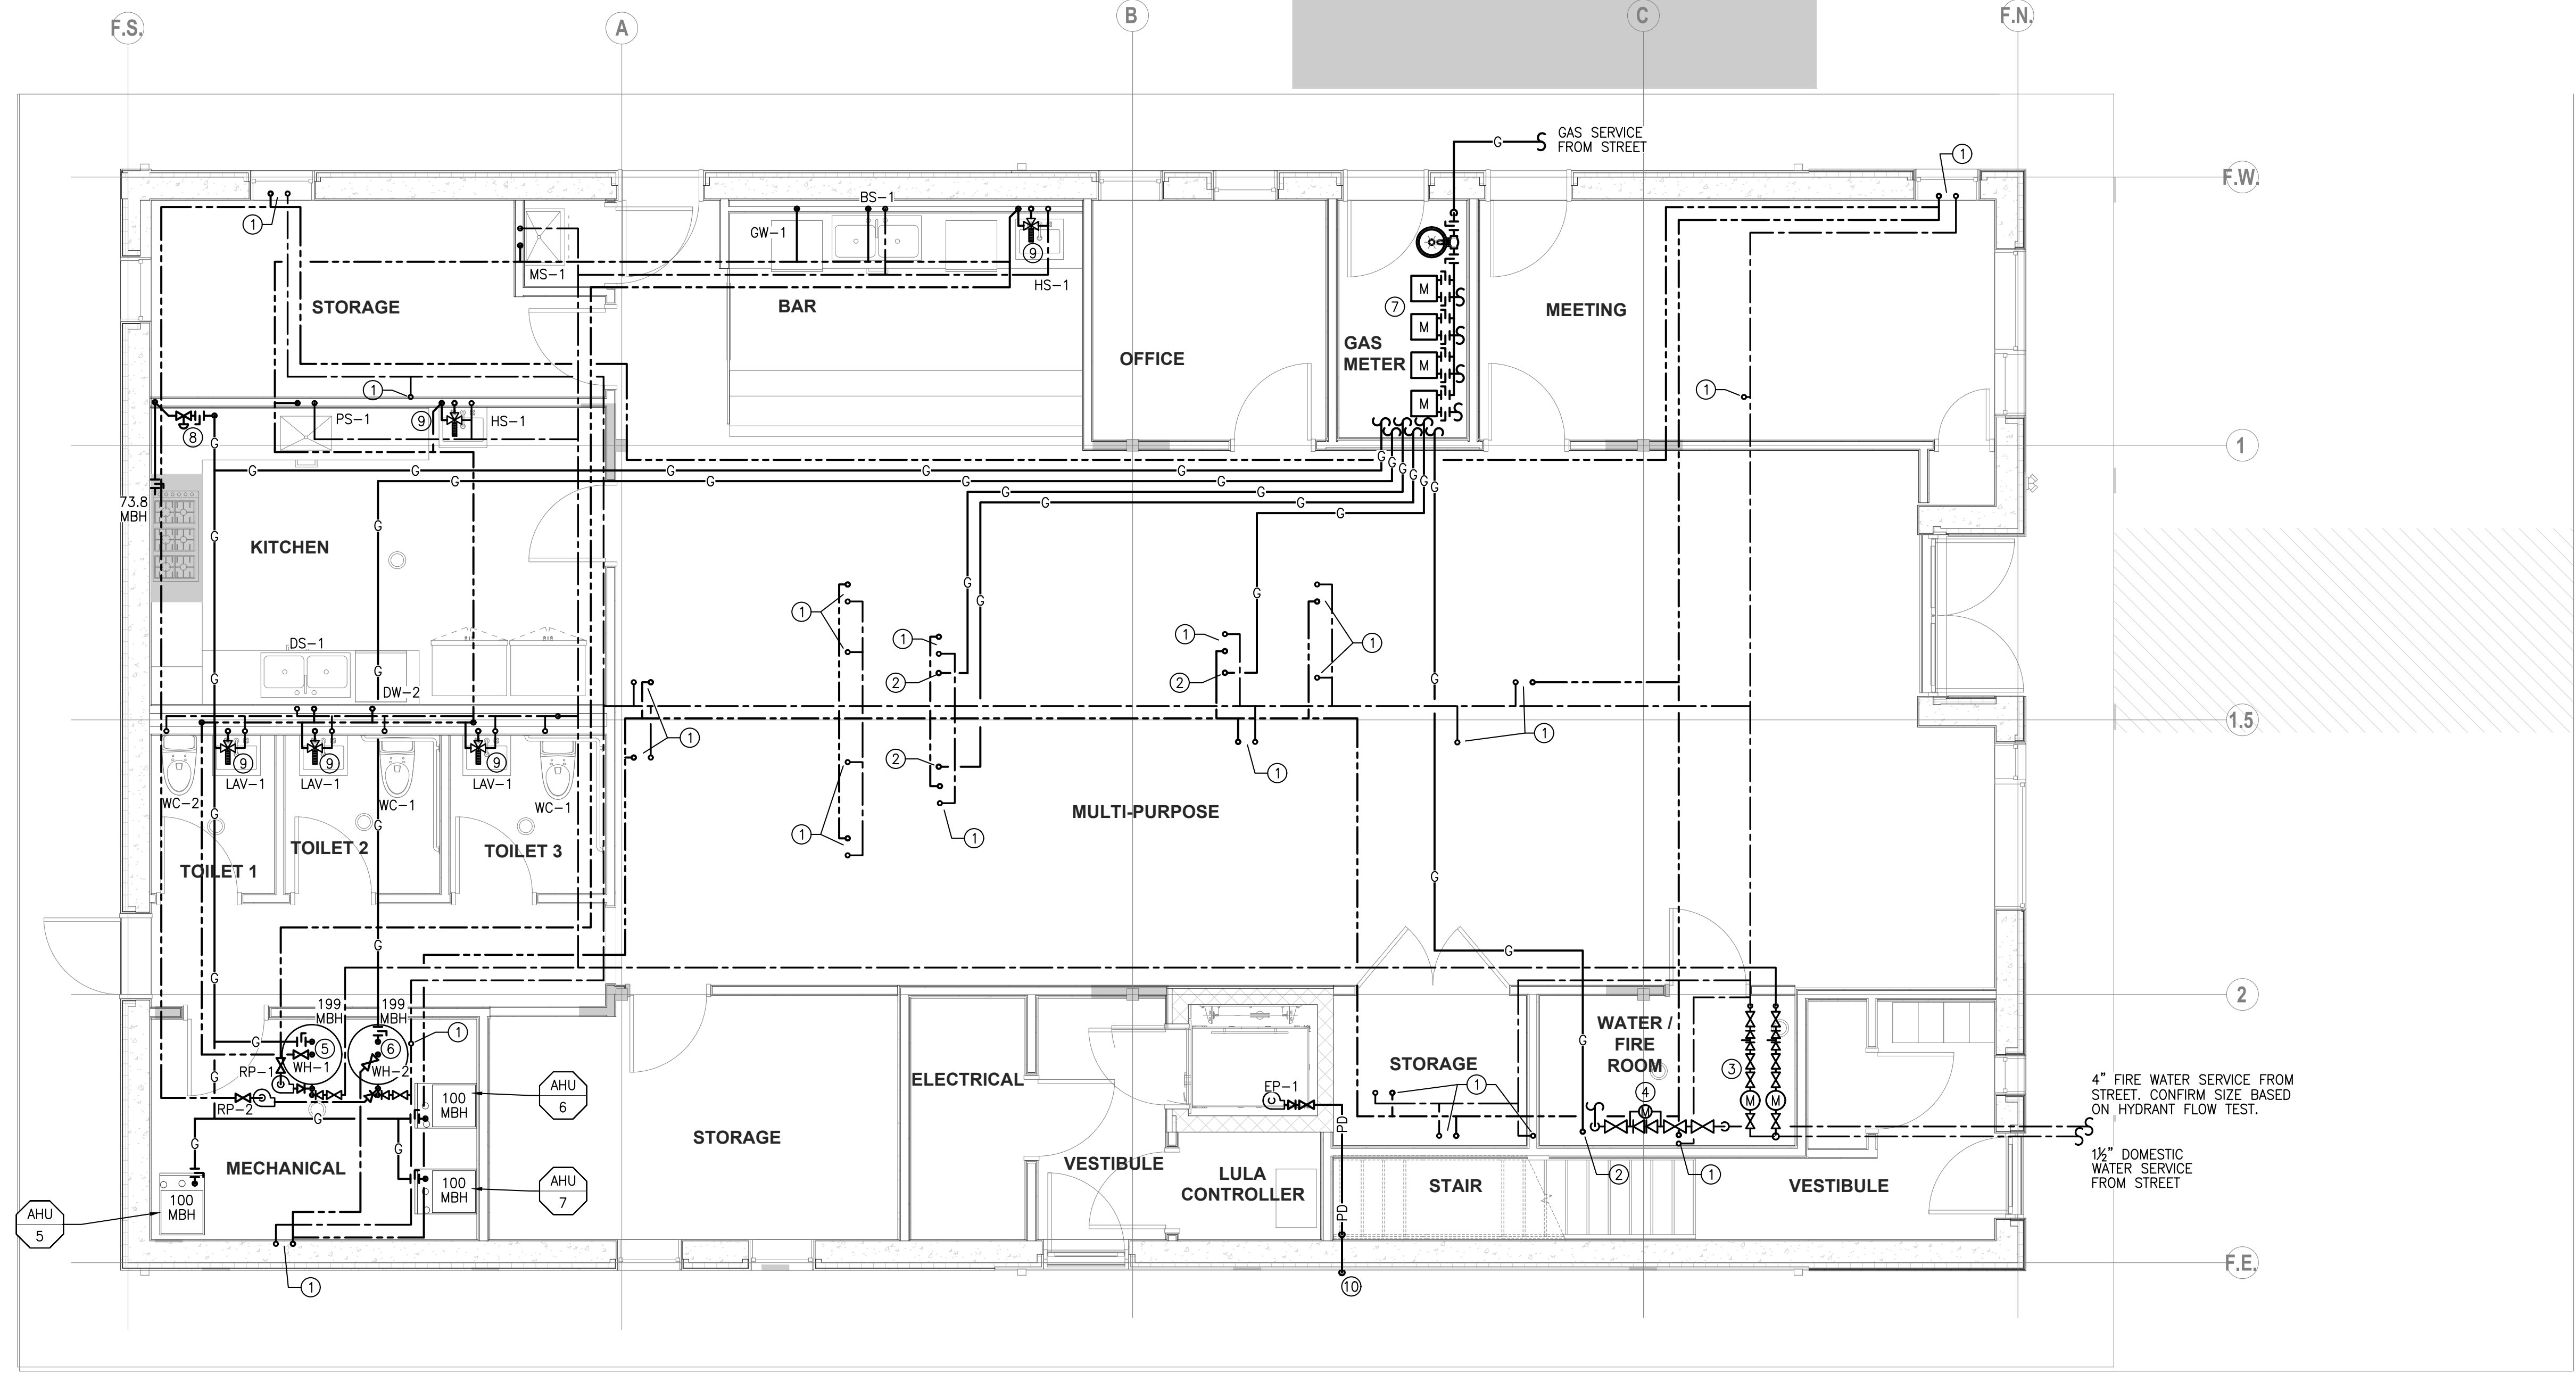 F.S.
A
B
C
F.N.
GAS SERVICE
FROM STREET
1
F.W.
1
BS-1
GW-1
9
MS-1
HS-1
STORAGE
BAR
M
7
M
MEETING
GAS
METER
OFFICE
M
1
1
M
PS-1
9
HS-1
8
G
1
G G G G G
G G G G
G G
G G
G
G G G G G G
73.8
MBH
G
G
KITCHEN
G
G
G
G
1
1
1
1
2
2
DS-1
G
G
G
DW-2
1.5
1
1
2
1
9
9
9
LAV-1
LAV-1
WC-2
WC-1
LAV-1
WC-1
G
G
MULTI-PURPOSE
1
1
TOILET 1
TOILET 2
TOILET 3
G
G
G
G
2
199
MBH
199
MBH
G
5
6
1
WH-1
WH-2
RP-1
RP-2
G
G
G
WATER /
FIRE
ROOM
G
3
STORAGE
1
4
M
M
M
ELECTRICAL
EP-1
100
MBH
AHU
6
4" FIRE WATER SERVICE FROM
STREET. CONFIRM SIZE BASED
ON HYDRANT FLOW TEST.
PD
STORAGE
MECHANICAL
VESTIBULE
LULA
CONTROLLER
STAIR
2
1
VESTIBULE
1½" DOMESTIC
WATER SERVICE
FROM STREET
100
MBH
AHU
7
100
MBH
AHU
5
PD
F.E.
1
10